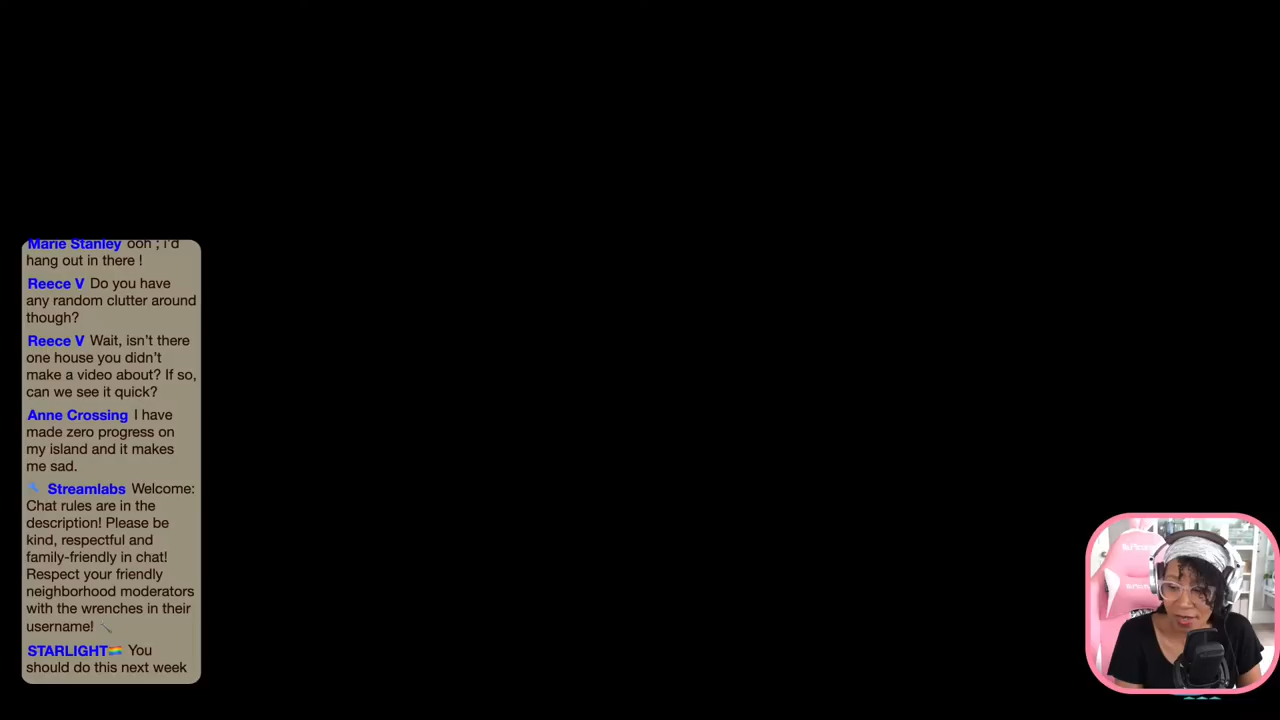 Marie Stanley ooh ; i'd
hang out in there !
Reece V Do you have
any random clutter around
though?
Reece V Wait, isn't there
one house you didn't
make a video about? If so,
can we see it quick?
Anne Crossing I have
made zero progress on
my island and it makes
me sad.
Streamlabs Welcome:
Chat rules are in the
description! Please be
kind, respectful and
family-friendly in chat!
Respect your friendly
neighborhood moderators
with the wrenches in their
username!
STARLIGHT You
should do this next week